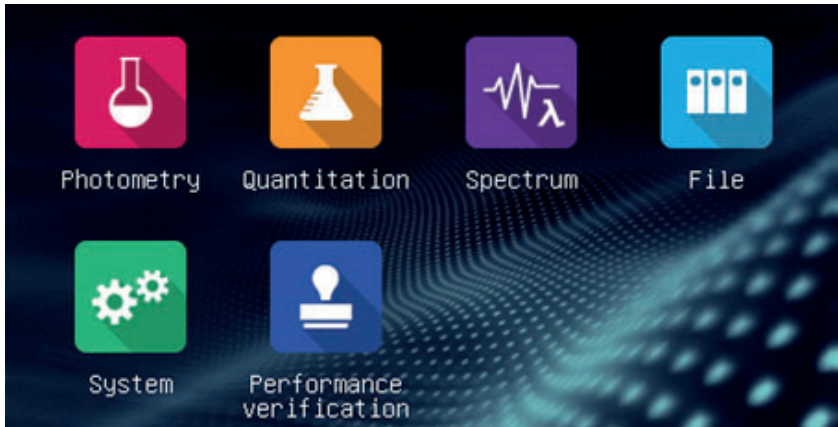 Photometry
Quantitation
Spectrum
λ
File
System
Performance
verification